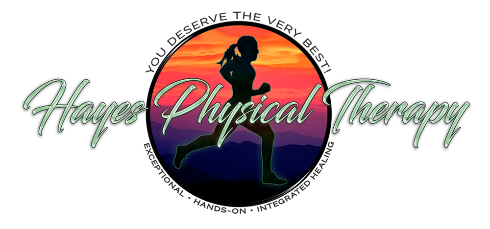 YOU DESERVE THE VERY BEST!
Hayes Physical Therapy
EXCEPTIONAL • HANDS-ON • INTEGRATED HEALING